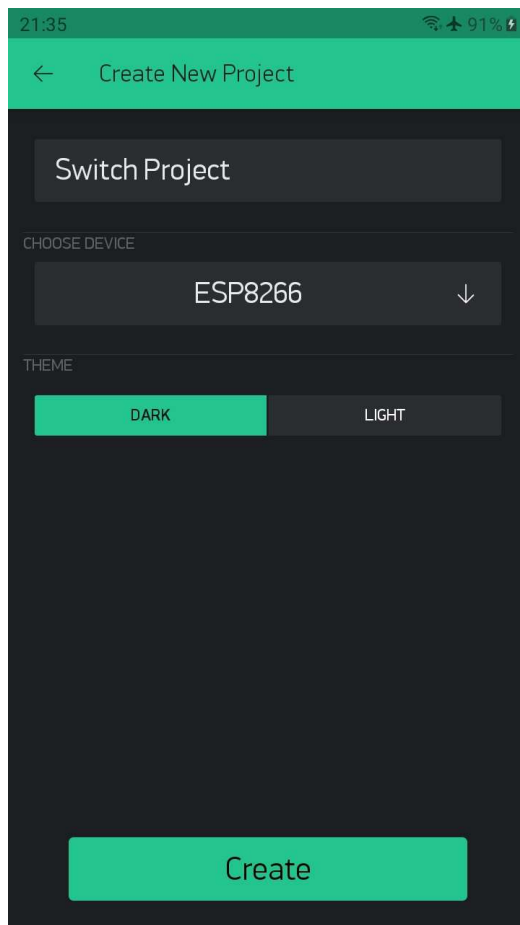 21:35 91%
Create New Project
Switch Project
CHOOSE DEVICE
ESP8266
THEME
DARK LIGHT
Create